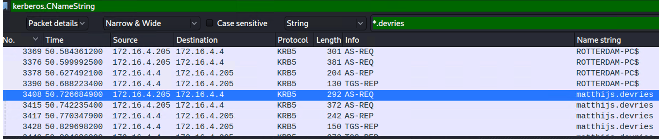 kerberos.CNameString
Packet details Narrow & Wide Case sensitive String *.devries
No. Time Source Destination Protocol Length Info Name string
3369 50.584361200 172.16.4.205 172.16.4.4 KRB5 301 AS-REQ ROTTERDAM-PC$
3376 50.599992500 172.16.4.205 172.16.4.4 KRB5 381 AS-REQ ROTTERDAM-PC$
3378 50.627492100 172.16.4.4 172.16.4.205 KRB5 204 AS-REP ROTTERDAM-PC$
3390 50.688223400 172.16.4.4 172.16.4.205 KRB5 130 TGS-REP ROTTERDAM-PC$
3408 50.726684900 172.16.4.205 172.16.4.4 KRB5 292 AS-REQ matthijs.devries
3415 50.742235400 172.16.4.205 172.16.4.4 KRB5 372 AS-REQ matthijs.devries
3417 50.770347900 172.16.4.4 172.16.4.205 KRB5 242 AS-REP matthijs.devries
3428 50.829698200 172.16.4.4 172.16.4.205 KRB5 150 TGS-REP matthijs.devries